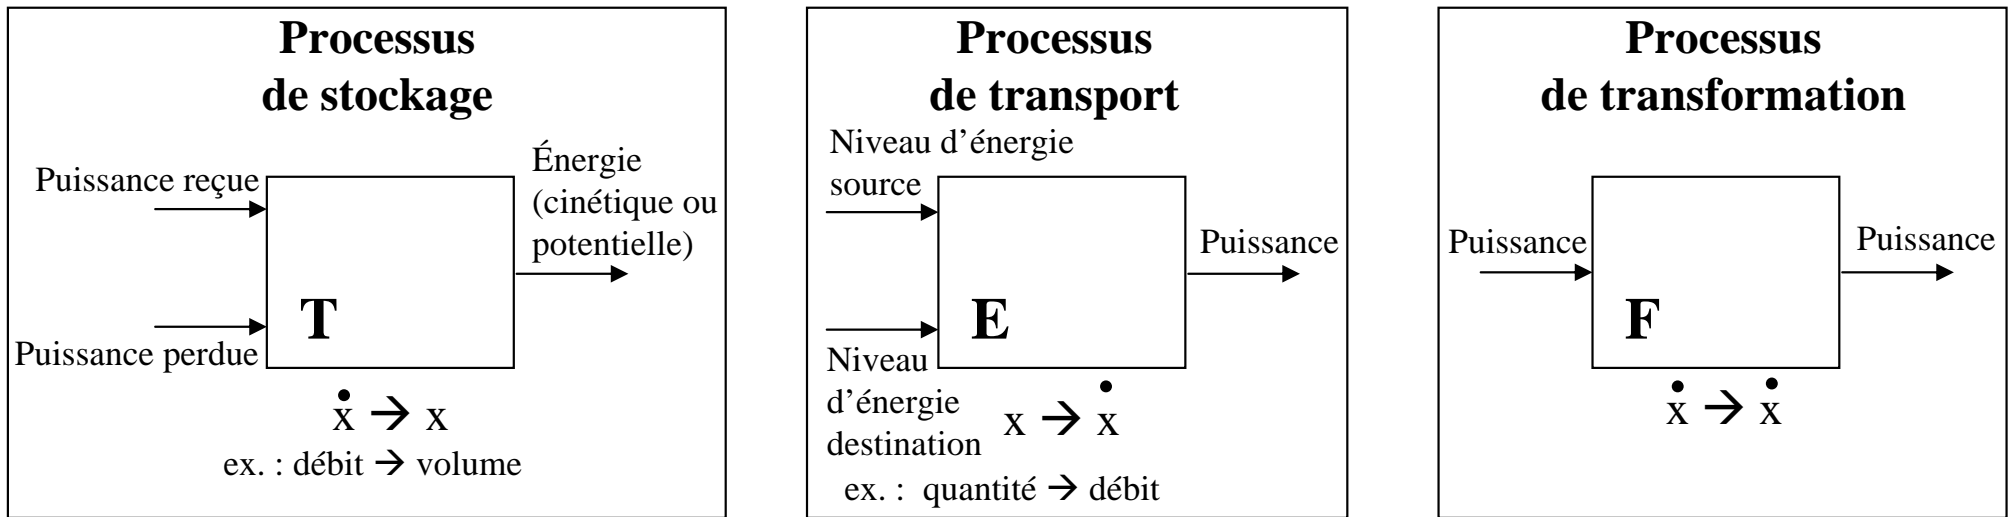 Processus
de stockage
Puissance reçue
Énergie
(cinétique ou
potentielle)
T
Puissance perdue
ẋ → x
ex. : débit → volume
Processus
de transport
Niveau d’énergie
source
Puissance
E
Niveau
d’énergie
destination
x → ẋ
ex. : quantité → débit
Processus
de transformation
Puissance
Puissance
F
ẋ → ẋ